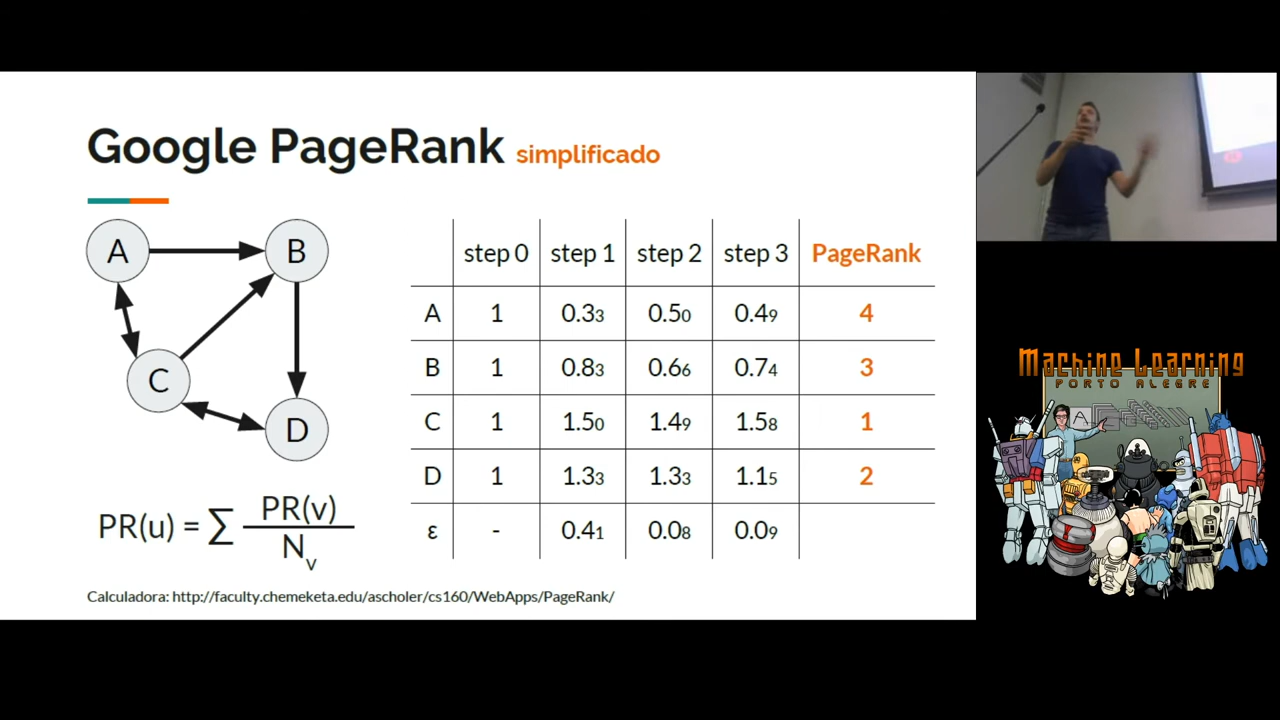 Google PageRank simplificado
A
B
C
D
PR(u) = ∑ PR(v) / Nv
step 0 step 1 step 2 step 3 PageRank
A 1 0.33 0.50 0.49 4
B 1 0.83 0.66 0.74 3
C 1 1.50 1.49 1.58 1
D 1 1.33 1.33 1.15 2
ε - 0.41 0.08 0.09
Calculadora: http://faculty.chemeketa.edu/ascholer/cs160/WebApps/PageRank/
Machine Learning
PORTO ALEGRE
A